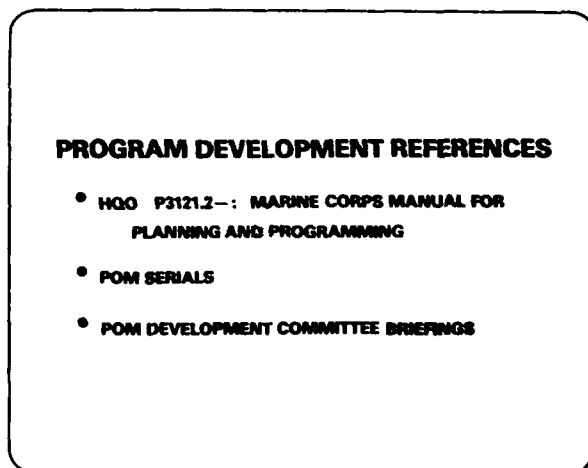 PROGRAM DEVELOPMENT REFERENCES
• HQO P3121.2–: MARINE CORPS MANUAL FOR
PLANNING AND PROGRAMMING
• POM SERIALS
• POM DEVELOPMENT COMMITTEE BRIEFINGS